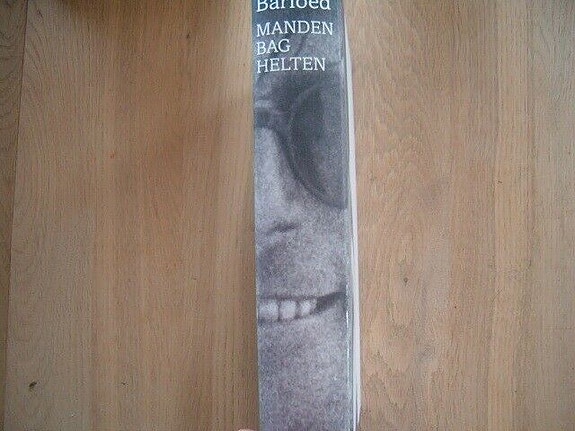 Barfoed
MANDEN
BAG
HELTEN